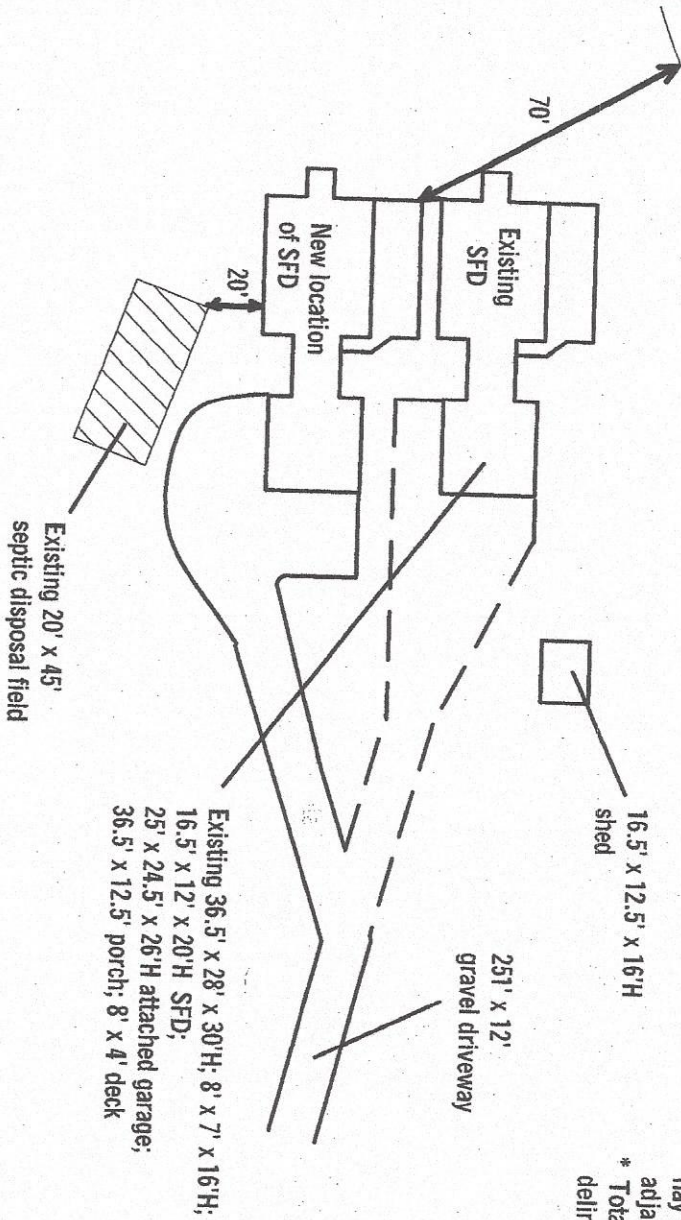 70'
Existing
SFD
New location
of SFD
20'
Existing 20' x 45'
septic disposal field
16.5' x 12.5' x 16'H
shed
251' x 12'
gravel driveway
Existing 36.5' x 28' x 30'H; 8' x 7' x 16'H;
16.5' x 12' x 20'H SFD;
25' x 24.5' x 26'H attached garage;
36.5' x 12.5' porch; 8' x 4' deck
may
adja
* Tota
delin